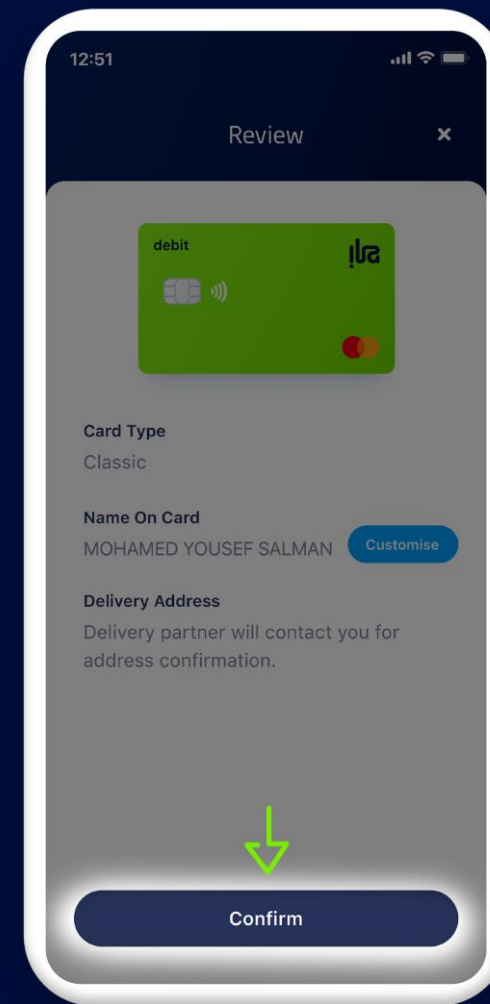 12:51
Review
debit
ila
Card Type
Classic
Name On Card
MOHAMED YOUSEF SALMAN
Customise
Delivery Address
Delivery partner will contact you for
address confirmation.
Confirm